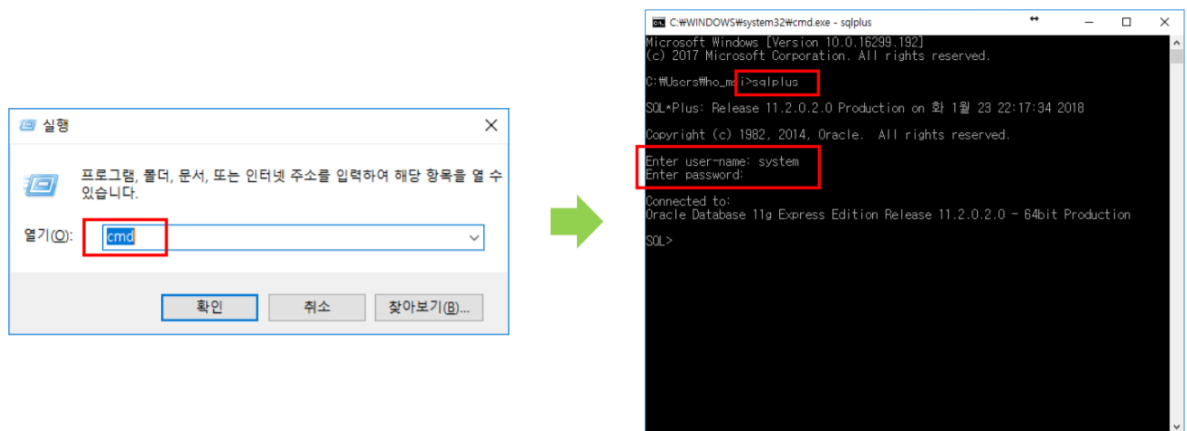 실행
프로그램, 폴더, 문서, 또는 인터넷 주소를 입력하여 해당 항목을 열 수
있습니다.
열기(O):
cmd
확인
취소
찾아보기(B)...
C:₩WINDOWS₩system32₩cmd.exe - sqlplus
Microsoft Windows [Version 10.0.16299.192]
(c) 2017 Microsoft Corporation. All rights reserved.
>sqlplus
SQL*Plus: Release 11.2.0.2.0 Production on 화 1월 23 22:17:34 2018
Copyright (c) 1982, 2014, Oracle.  All rights reserved.
Enter user-name: system
Enter password:
Connected to:
Oracle Database 11g Express Edition Release 11.2.0.2.0 - 64bit Production
SQL>